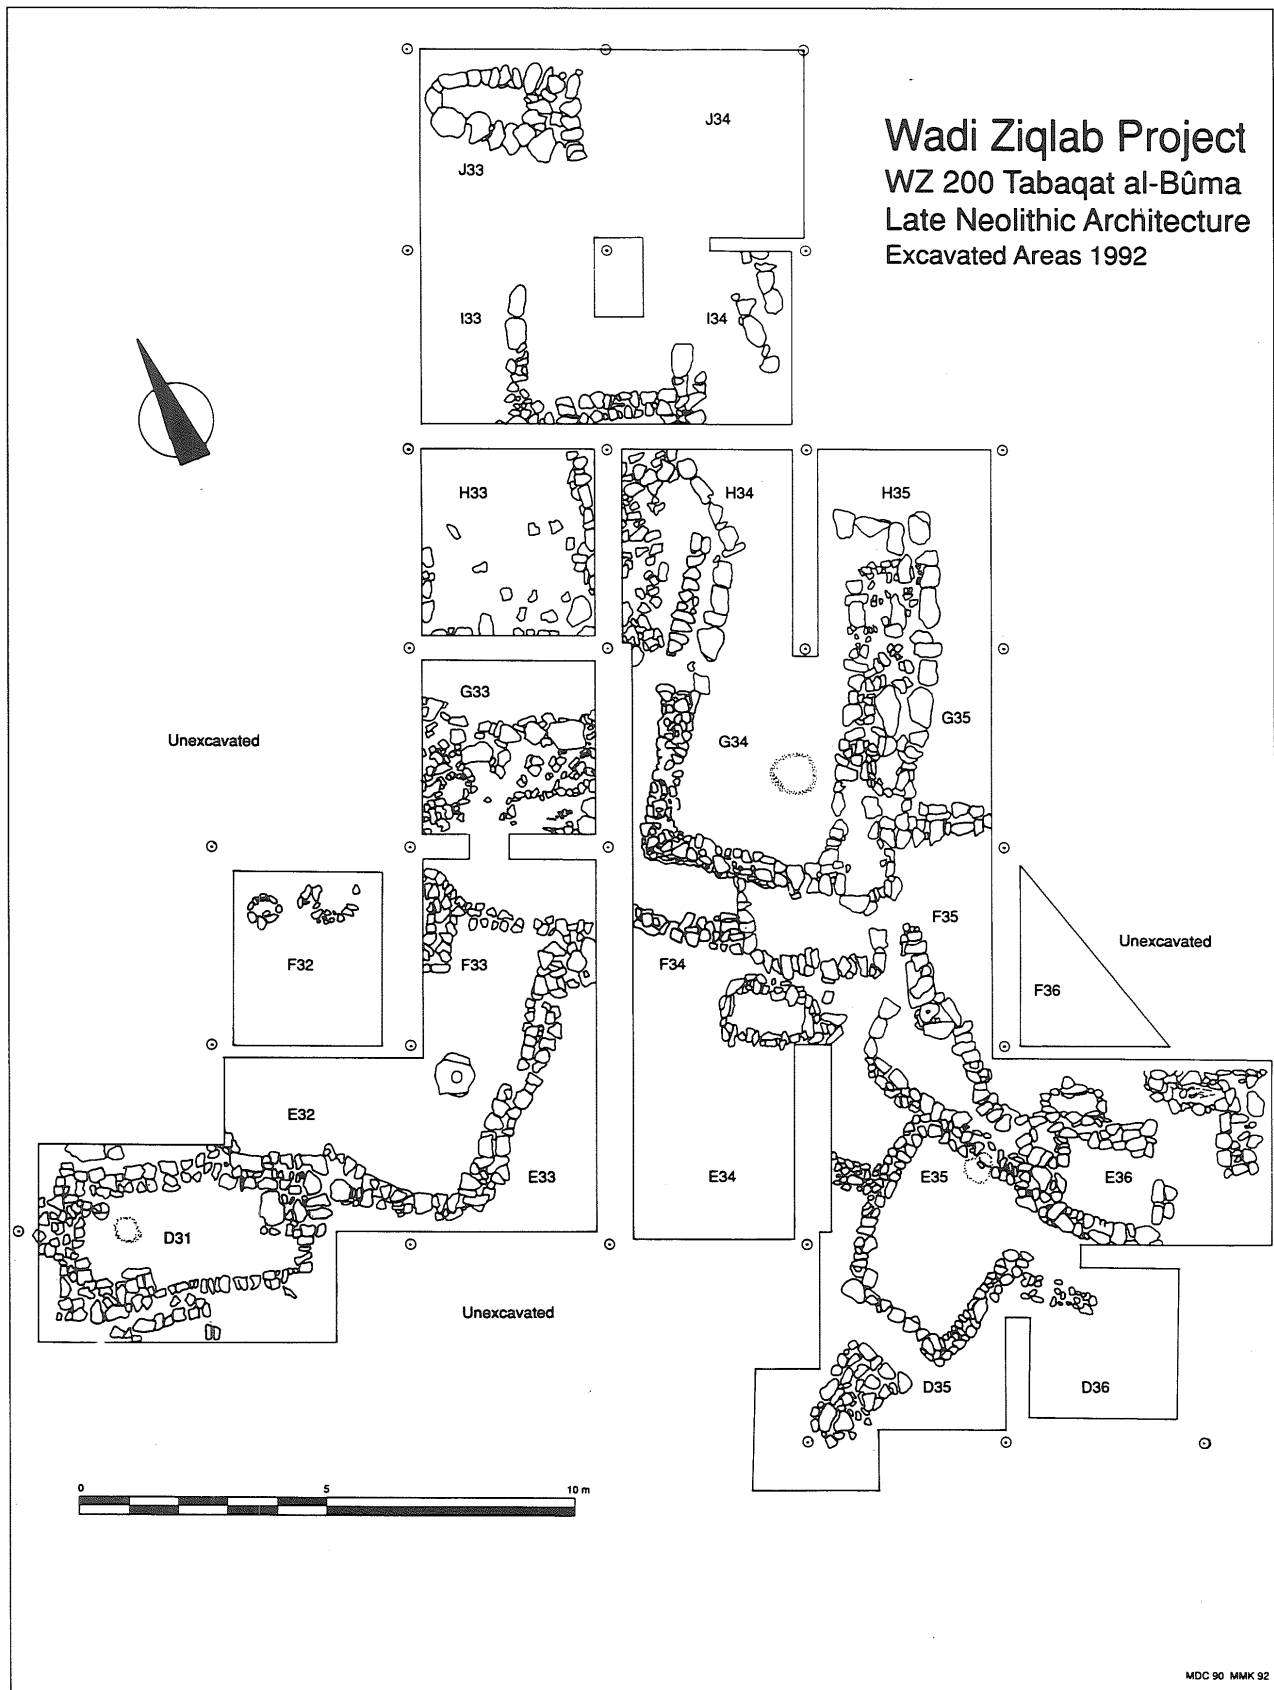 Wadi Ziqlab Project
WZ 200 Tabaqat al-Bûma
Late Neolithic Architecture
Excavated Areas 1992
J34
J33
I33
I34
H33
H34
H35
G33
G34
G35
Unexcavated
F32
F33
F34
F35
Unexcavated
F36
E32
E33
E34
E35
E36
D31
Unexcavated
D35
D36
0
5
10 m
MDC 90 MMK 92